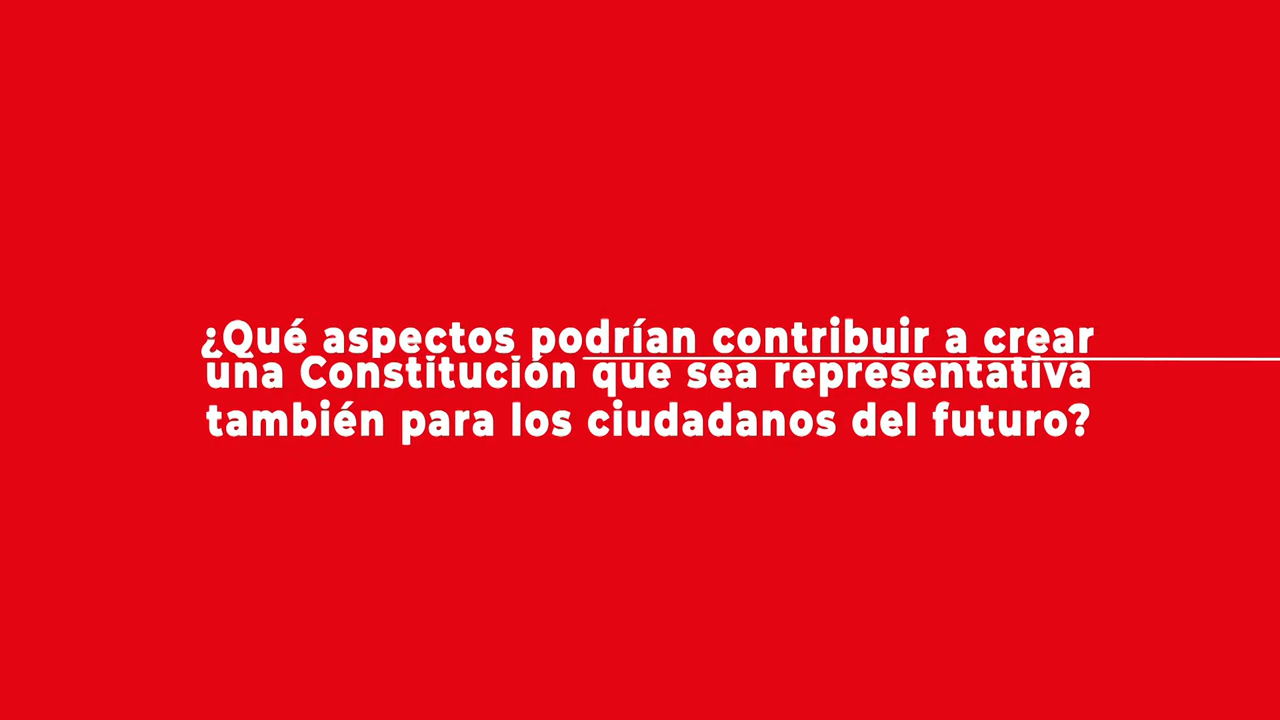 ¿Qué aspectos podrían contribuir a crear
una Constitución que sea representativa
también para los ciudadanos del futuro?